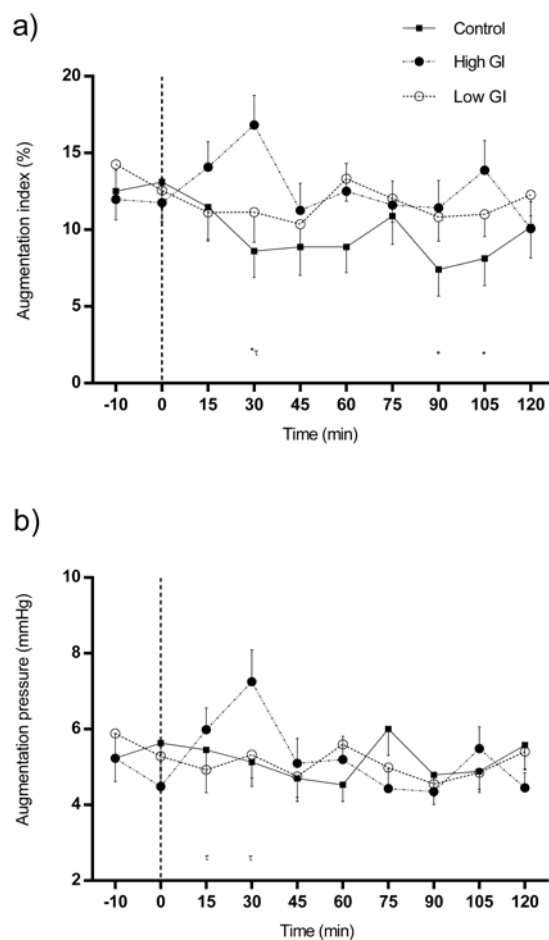 a)
Control
High GI
Low GI
Augmentation index (%)
20
15
10
5
0
-10 0 15 30 45 60 75 90 105 120
Time (min)
* τ
*
*
b)
Augmentation pressure (mmHg)
10
8
6
4
2
τ
τ
-10 0 15 30 45 60 75 90 105 120
Time (min)